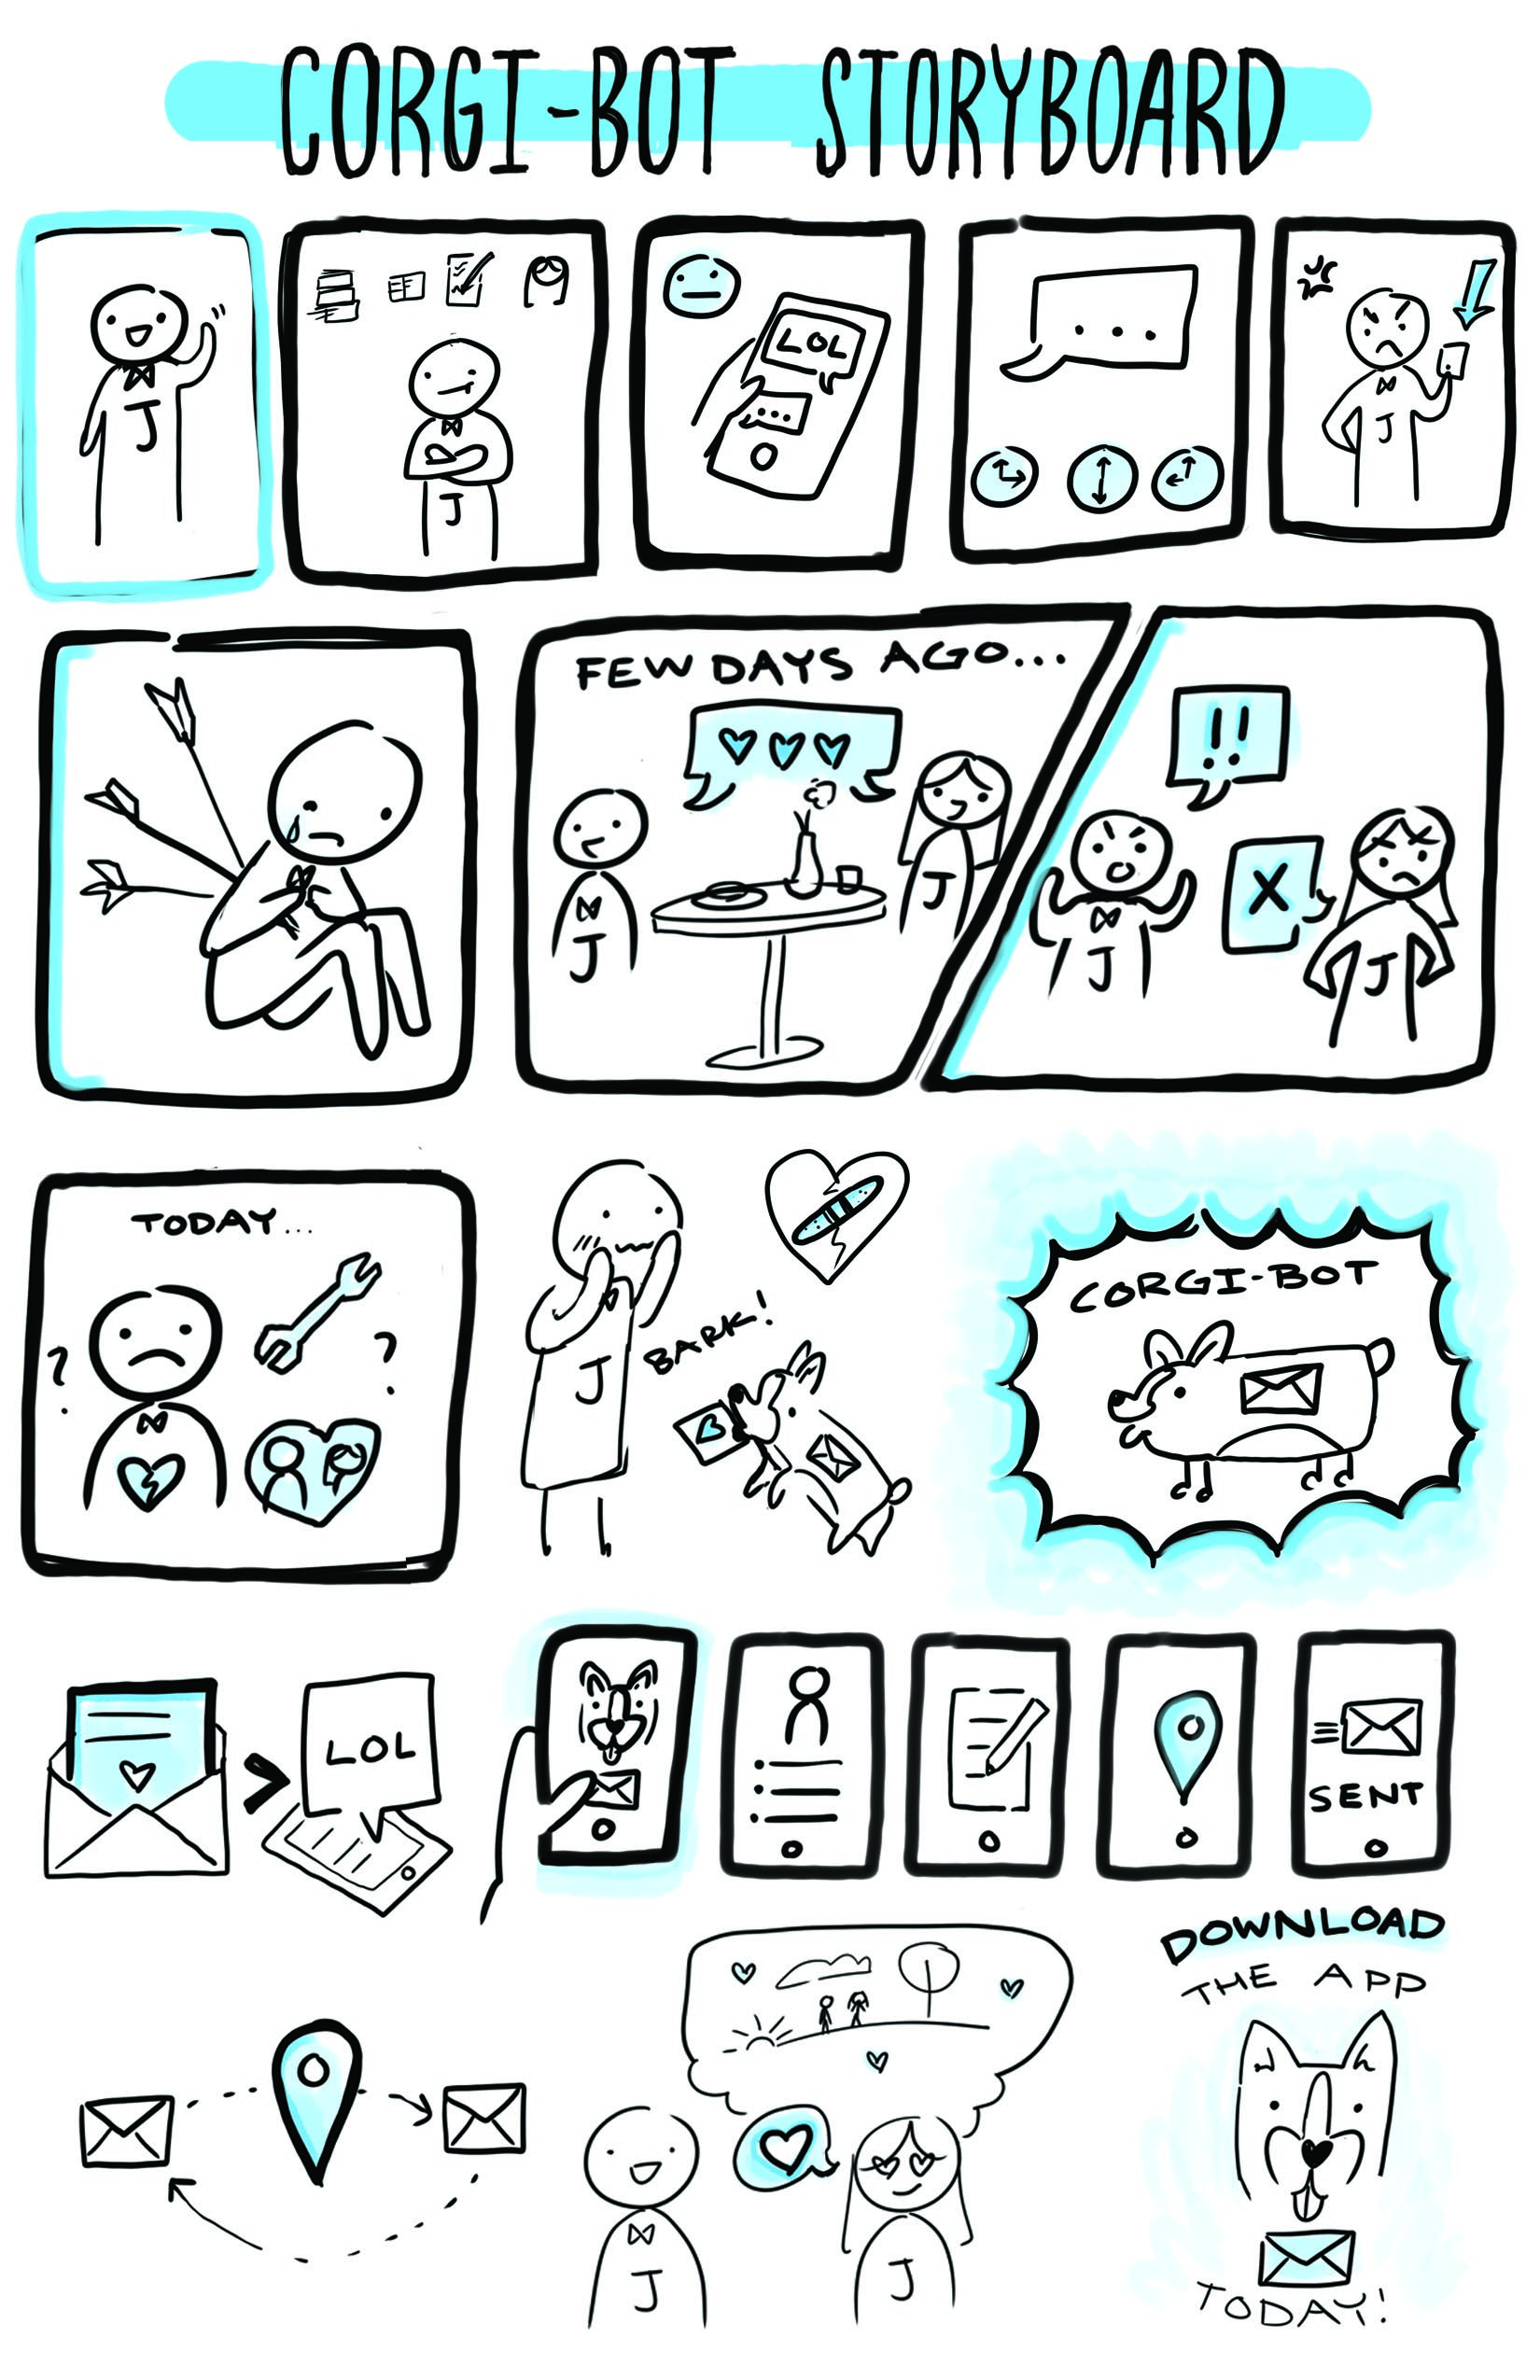 CORGI-BOT STORYBOARD
J
J
LOL
...
...
J
FEW DAYS AGO...
J
J
!!
X
J
J
TODAY...
?
?
J
BARK!
CORGI-BOT
LOL
>
SENT
DOWNLOAD
THE APP
J
J
TODAY!